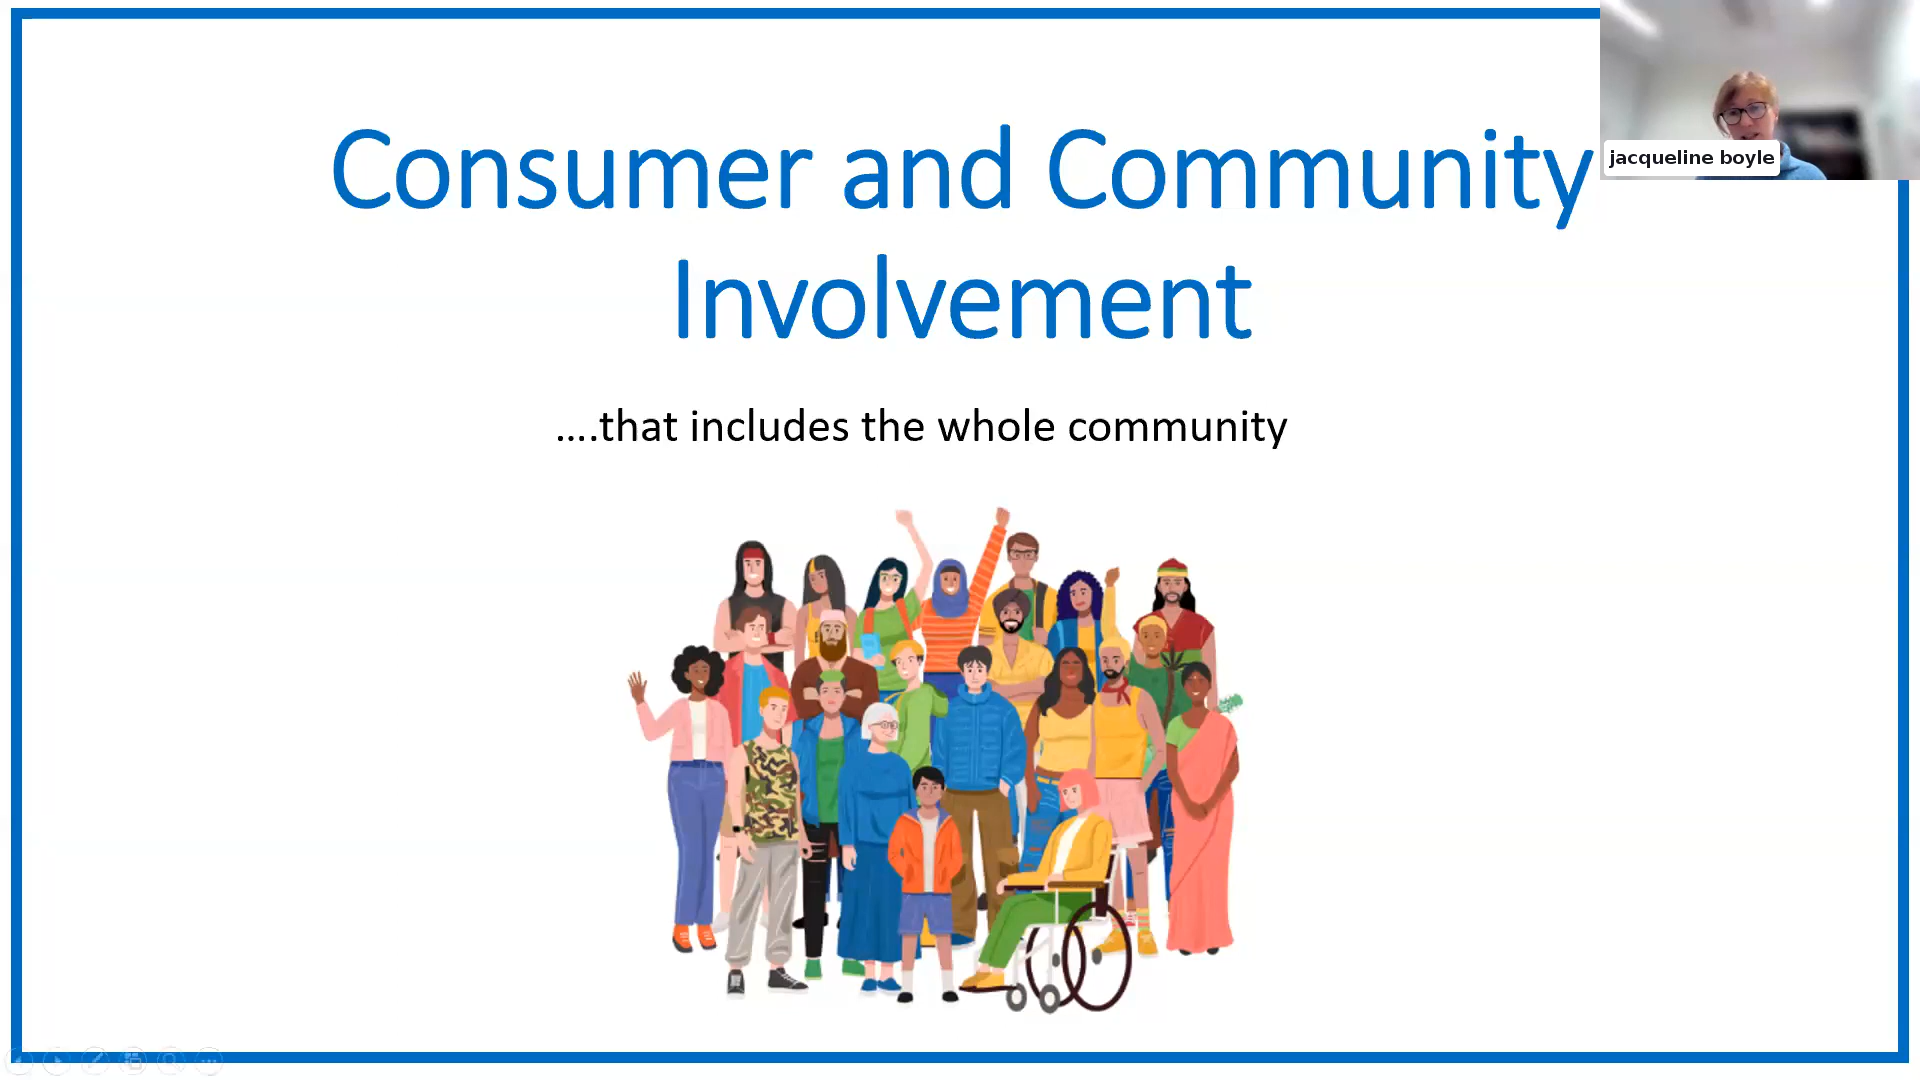 Consumer and Community
Involvement
....that includes the whole community
jacqueline boyle